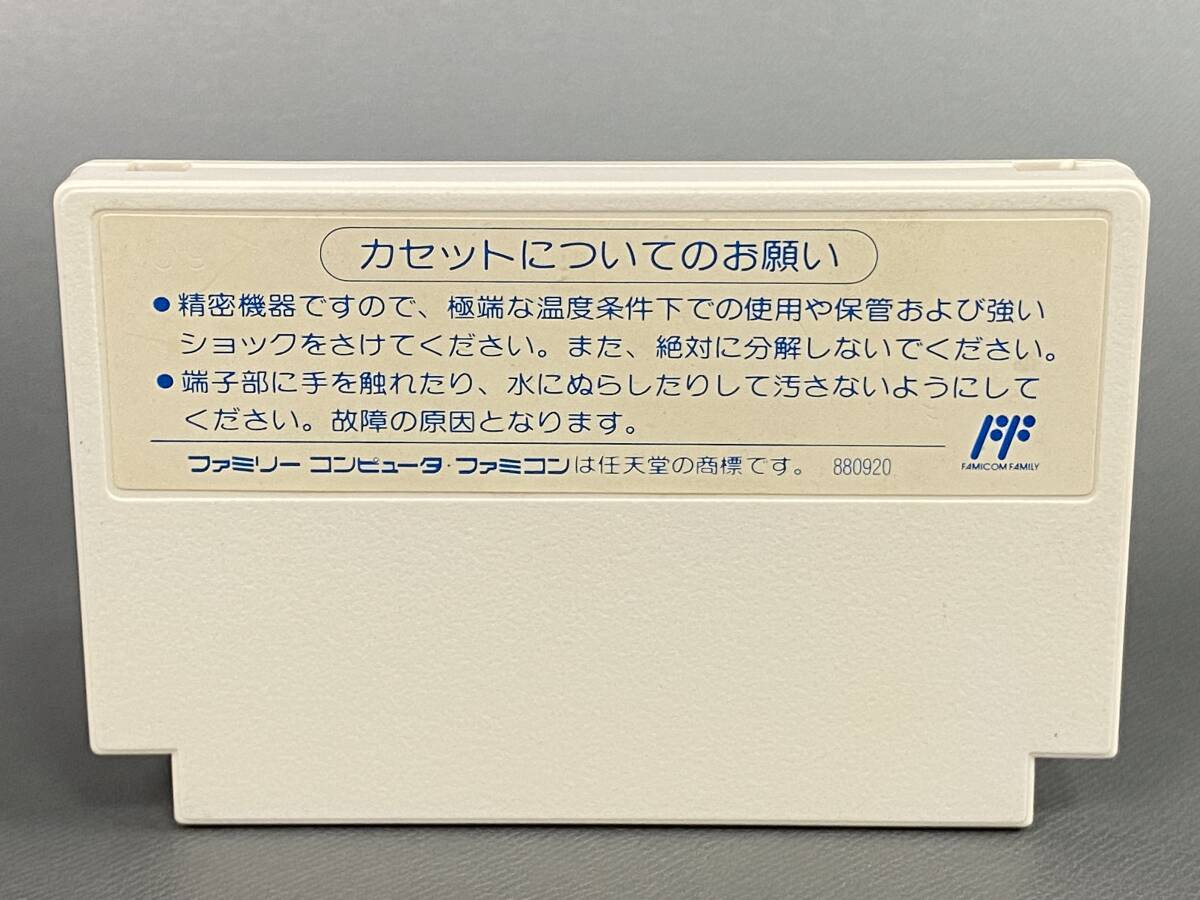 カセットについてのお願い
●精密機器ですので、極端な温度条件下での使用や保管および強い
ショックをさけてください。また、絶対に分解しないでください。
●端子部に手を触れたり、水にぬらしたりして汚さないようにして
ください。故障の原因となります。
ファミリー コンピュータ・ファミコンは任天堂の商標です。 880920
FAMICOM FAMILY